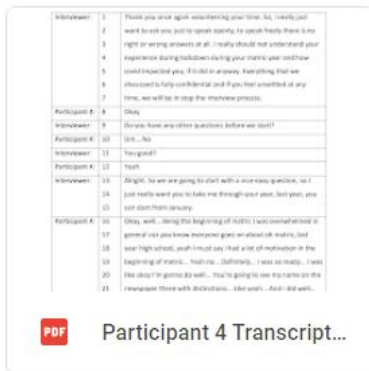 Interviewer: 1 Thank you once again volunteering your time. So, I really just
2 want to ask you just to speak openly, to speak freely there is no
3 right or wrong answers at all. I really should not understand your
4 experience during lockdown during your matric year and how
5 covid impacted you, if it did in anyway. Everything that we
6 discussed is fully confidential and if you feel unsettled at any
7 time, we will be in stop the interview process.
Participant 4: 8 Okay
Interviewer: 9 Do you have any other questions before we start?
Participant 4: 10 Um... No
Interviewer: 11 You good?
Participant 4: 12 Yeah
Interviewer: 13 Alright. So we are going to start with a nice easy question, so I
14 just really want you to take me through your year, last year, you
15 can start from January.
Participant 4: 16 Okay, well... Being the beginning of matric I was overwhelmed in
17 general cuz you know everyone goes on about oh matric, last
18 year high school, yeah I must say I had a lot of motivation in the
19 beginning of matric... Yeah no... Definitely... I was so ready... I was
20 like okay I'm gonna do well... You're going to see my name on the
21 newspaper there with distinctions... Like yeah... And I did well..
PDF Participant 4 Transcript...